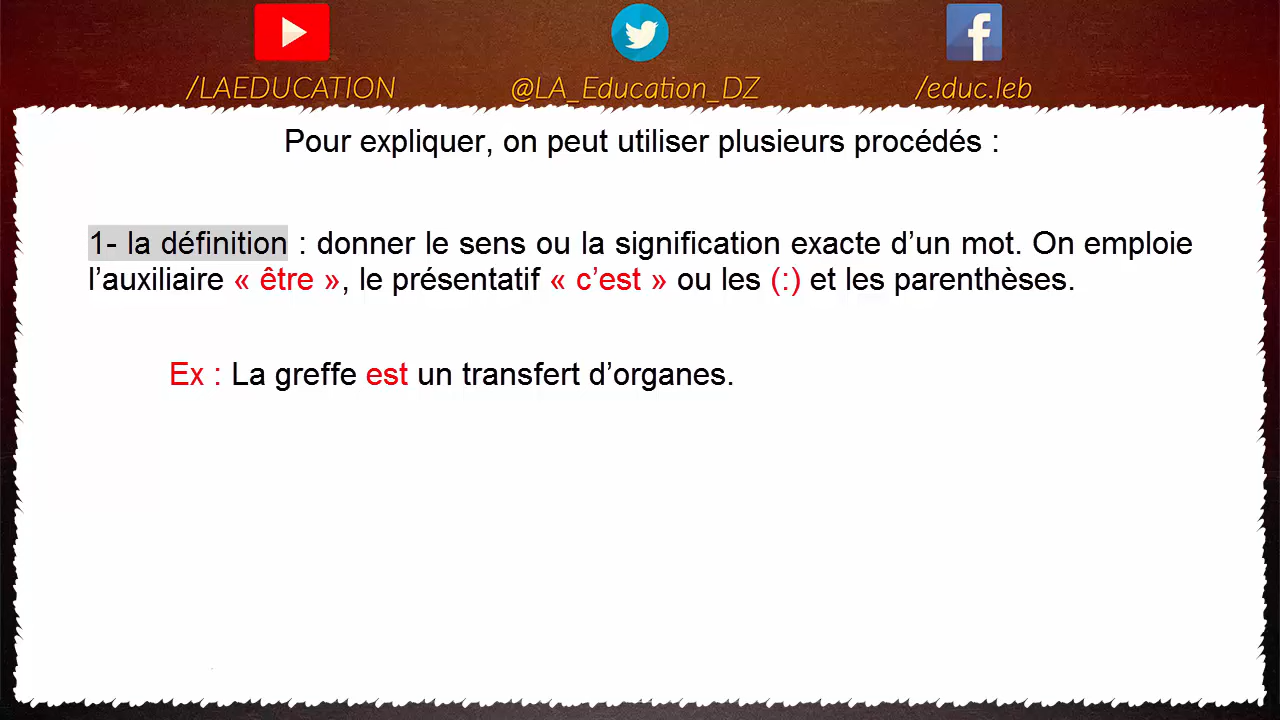 /LAEDUCATION
@LA_Education_DZ
/educ.leb
Pour expliquer, on peut utiliser plusieurs procédés :
1- la définition : donner le sens ou la signification exacte d’un mot. On emploie
l’auxiliaire « être », le présentatif « c’est » ou les (:) et les parenthèses.
Ex : La greffe est un transfert d’organes.